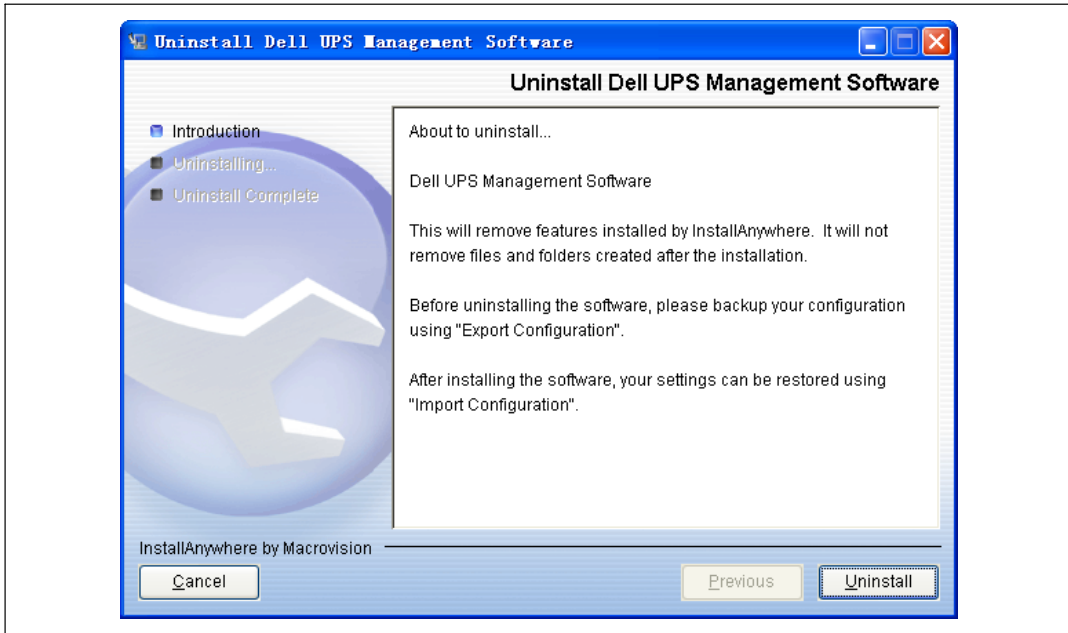 Uninstall Dell UPS Management Software
Uninstall Dell UPS Management Software
Introduction
Uninstalling...
Uninstall Complete
About to uninstall...
Dell UPS Management Software
This will remove features installed by InstallAnywhere.  It will not
remove files and folders created after the installation.
Before uninstalling the software, please backup your configuration
using "Export Configuration".
After installing the software, your settings can be restored using
"Import Configuration".
InstallAnywhere by Macrovision
Cancel
Previous
Uninstall